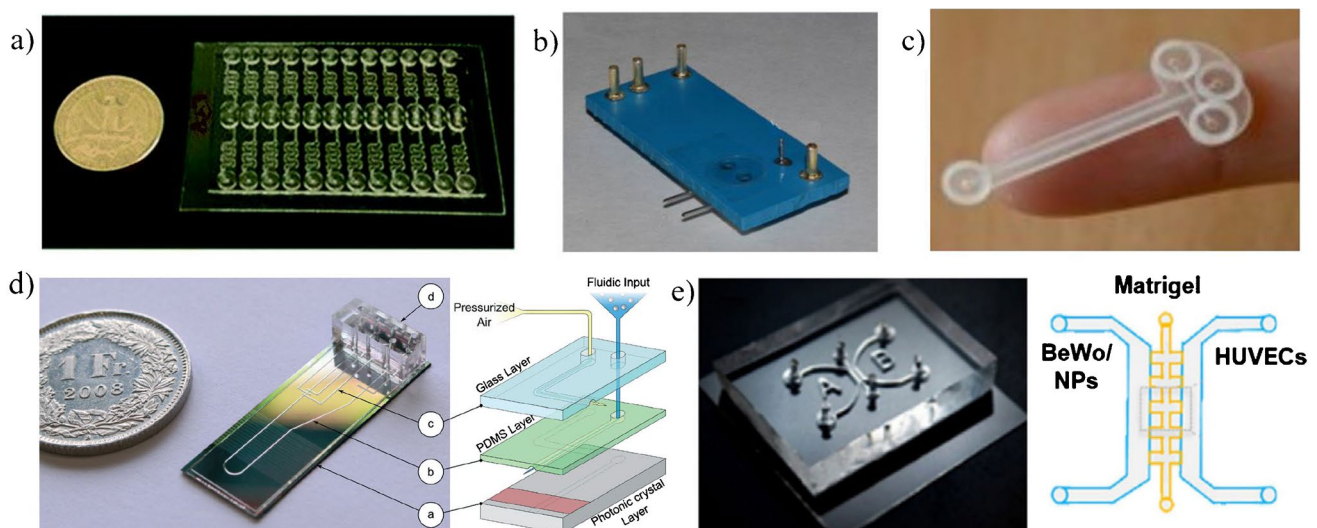 a)
b)
c)
d)
1 Fr.
2008
d
c
b
a
Pressurized
Air
Fluidic Input
Glass Layer
PDMS Layer
Photonic crystal
Layer
e)
A
B
Matrigel
BeWo/
NPs
HUVECs